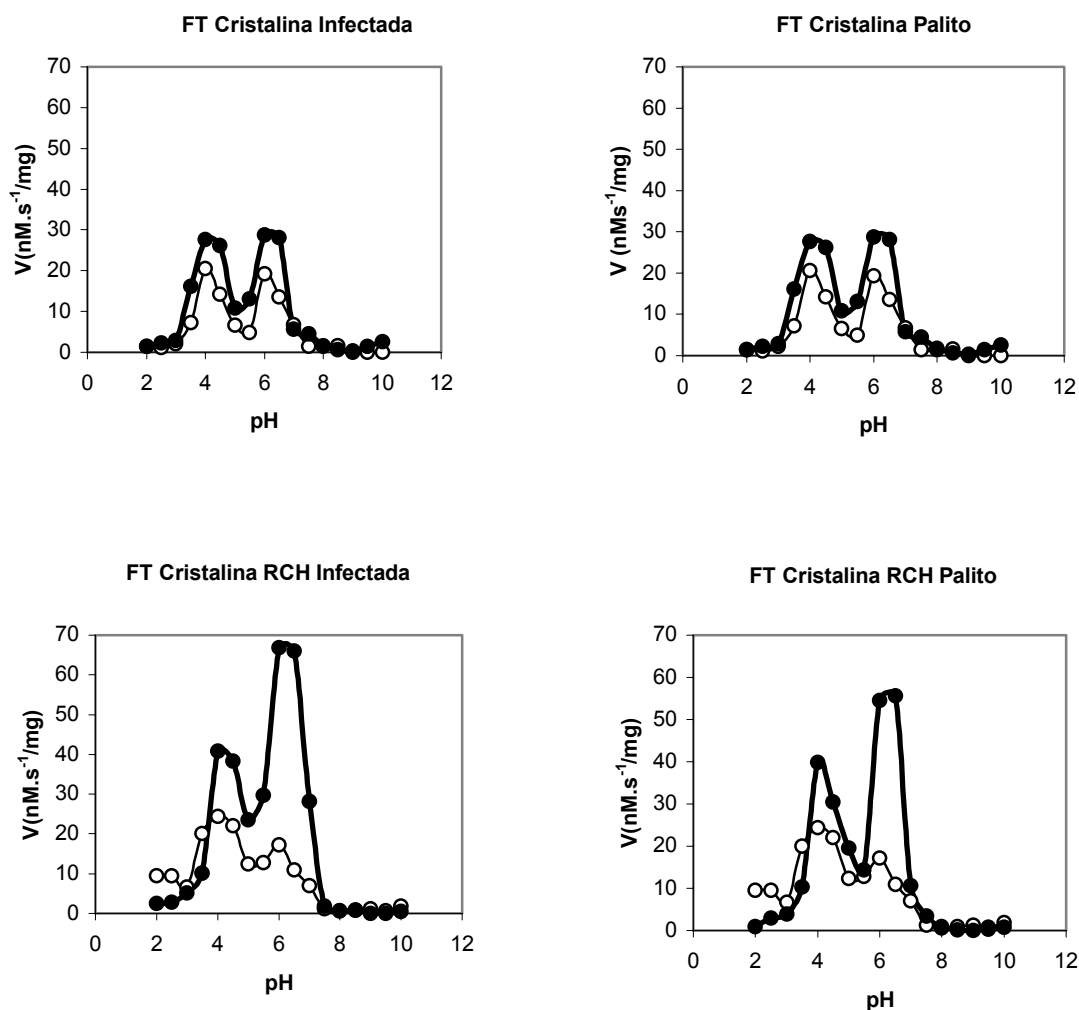 FT Cristalina Infectada
V(nM.s⁻¹/mg)
70
60
50
40
30
20
10
0
0 2 4 6 8 10 12
pH
FT Cristalina Palito
V (nMs⁻¹/mg)
70
60
50
40
30
20
10
0
0 2 4 6 8 10 12
pH
FT Cristalina RCH Infectada
V(nM.s⁻¹/mg)
70
60
50
40
30
20
10
0
0 2 4 6 8 10 12
pH
FT Cristalina RCH Palito
V(nM.s⁻¹/mg)
70
60
50
40
30
20
10
0
0 2 4 6 8 10 12
pH